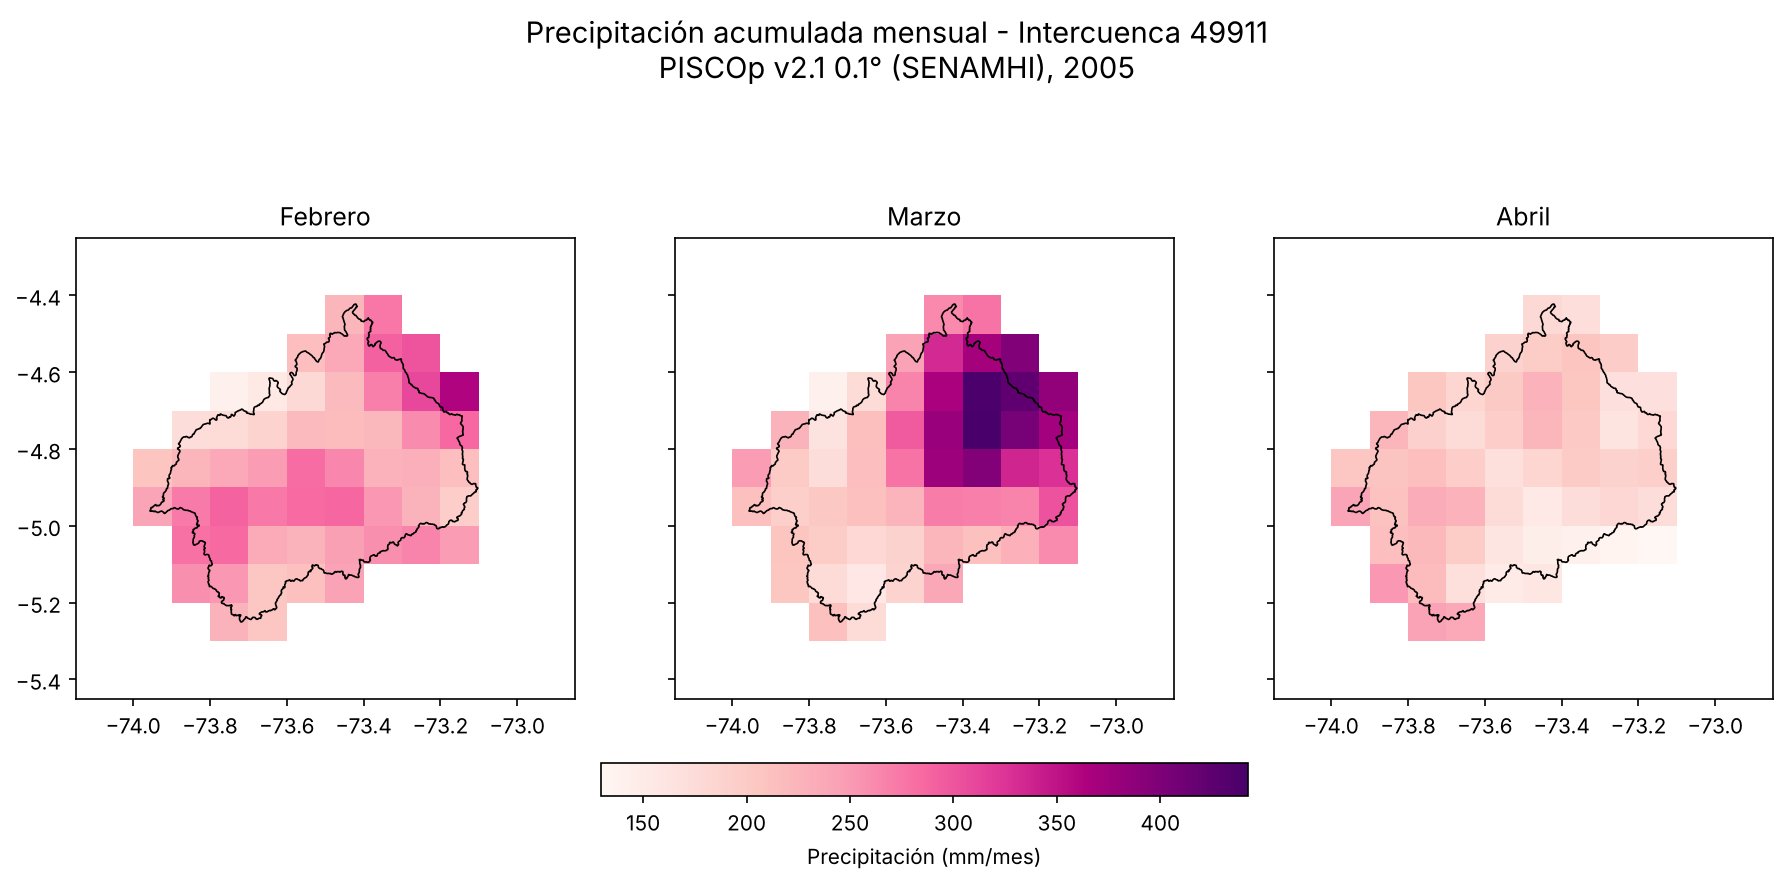 Precipitación acumulada mensual - Intercuenca 49911
PISCOp v2.1 0.1° (SENAMHI), 2005
Febrero
Marzo
Abril
−4.4
−4.6
−4.8
−5.0
−5.2
−5.4
−74.0 −73.8 −73.6 −73.4 −73.2 −73.0
−74.0 −73.8 −73.6 −73.4 −73.2 −73.0
−74.0 −73.8 −73.6 −73.4 −73.2 −73.0
150 200 250 300 350 400
Precipitación (mm/mes)